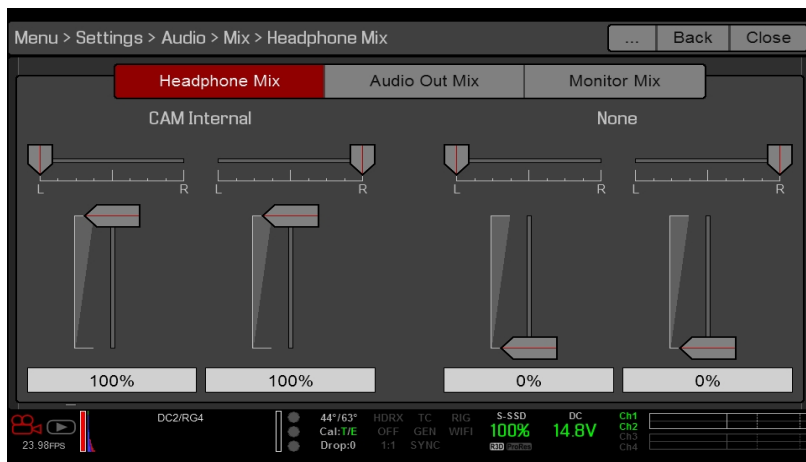 Menu > Settings > Audio > Mix > Headphone Mix
... Back Close
Headphone Mix Audio Out Mix Monitor Mix
CAM Internal None
L R L R L R L R
100% 100% 0% 0%
DC2/RG4 44°/63° HDRX TC RIG S-SSD DC Ch1
Cal:T/E OFF GEN WIFI 100% 14.8V Ch2
23.98FPS Drop:0 1:1 SYNC R3D ProRes Ch3
Ch4